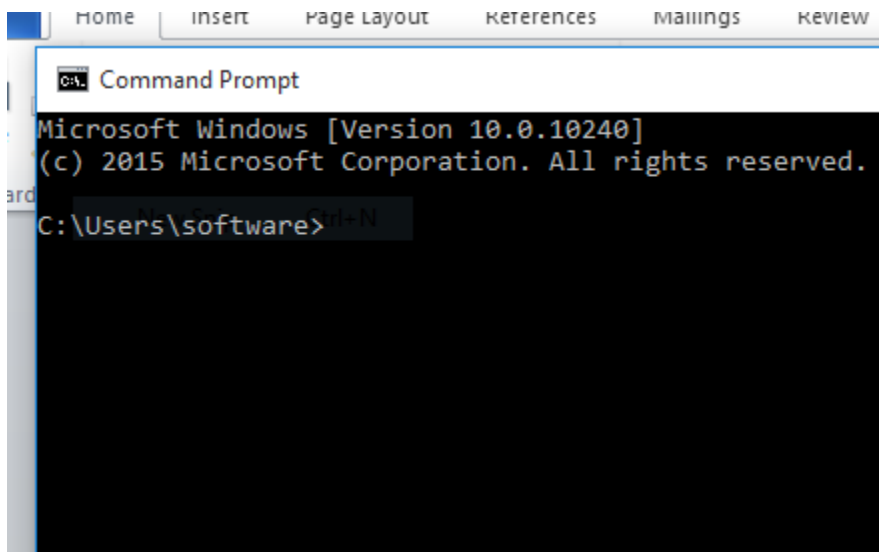 Home Insert Page Layout References Mailings Review
Command Prompt
Microsoft Windows [Version 10.0.10240]
(c) 2015 Microsoft Corporation. All rights reserved.
C:\Users\software>
Ctrl+N